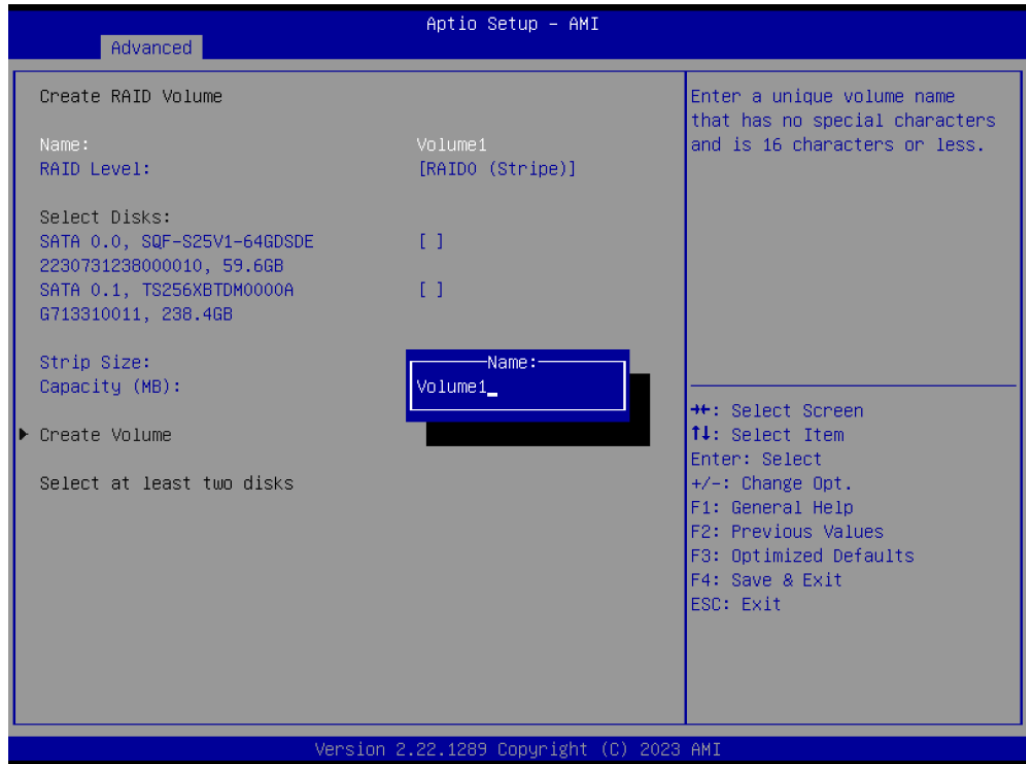 Aptio Setup - AMI
Advanced
Create RAID Volume
Name: Volume1
RAID Level: [RAID0 (Stripe)]
Select Disks:
SATA 0.0, SQF-S25V1-64GDSDE [ ]
2230731238000010, 59.6GB
SATA 0.1, TS256XBTDM0000A [ ]
G713310011, 238.4GB
Strip Size:
Capacity (MB):
Name:
Volume1_
▶ Create Volume
Select at least two disks
Enter a unique volume name
that has no special characters
and is 16 characters or less.
→←: Select Screen
↑↓: Select Item
Enter: Select
+/-: Change Opt.
F1: General Help
F2: Previous Values
F3: Optimized Defaults
F4: Save & Exit
ESC: Exit
Version 2.22.1289 Copyright (C) 2023 AMI